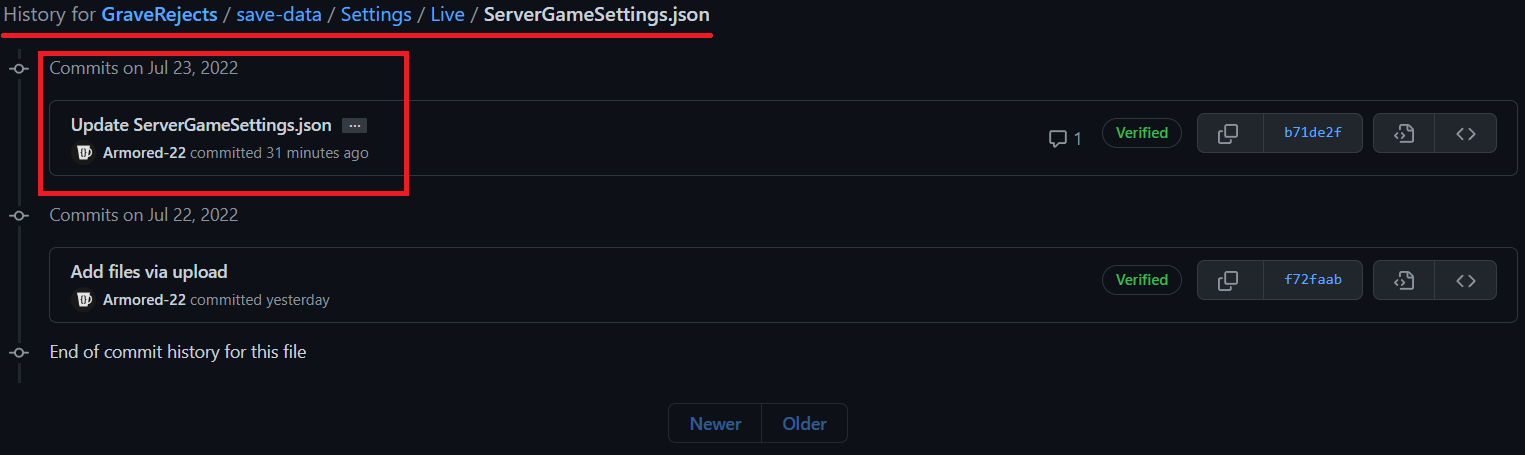 History for GraveRejects / save-data / Settings / Live / ServerGameSettings.json
Commits on Jul 23, 2022
Update ServerGameSettings.json ...
Armored-22 committed 31 minutes ago
1
Verified
b71de2f
Commits on Jul 22, 2022
Add files via upload
Armored-22 committed yesterday
Verified
f72faab
End of commit history for this file
Newer
Older